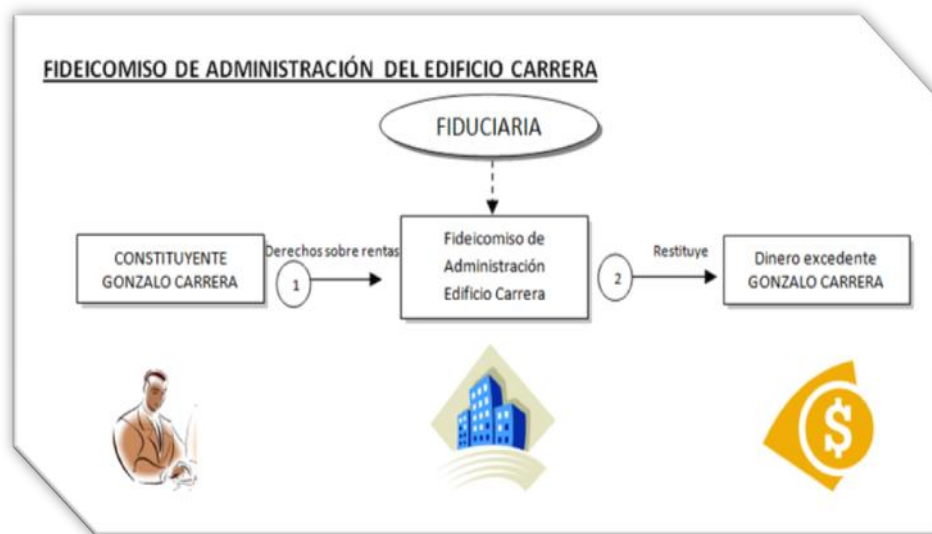 FIDEICOMISO DE ADMINISTRACIÓN DEL EDIFICIO CARRERA
FIDUCIARIA
CONSTITUYENTE
GONZALO CARRERA
Derechos sobre rentas
1
Fideicomiso de
Administración
Edificio Carrera
Restituye
2
Dinero excedente
GONZALO CARRERA
$